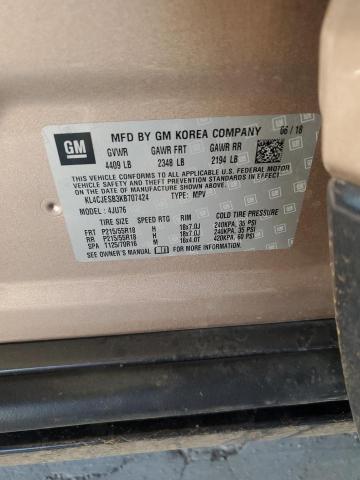 GM
MFD BY GM KOREA COMPANY 06 / 18
GVWR GAWR FRT GAWR RR
4409 LB 2348 LB 2194 LB
THIS VEHICLE CONFORMS TO ALL APPLICABLE U.S. FEDERAL MOTOR
VEHICLE SAFETY, BUMPER, AND THEFT PREVENTION STANDARDS IN
EFFECT ON THE DATE OF MANUFACTURE SHOWN ABOVE.
KL4CJESB3KB707424 TYPE: MPV
MODEL: 4JU76
TIRE SIZE SPEED RTG RIM COLD TIRE PRESSURE
FRT P215/55R18 H 18x7.0J 240KPA, 35 PSI
RR P215/55R18 H 18x7.0J 240KPA, 35 PSI
SPA T125/70R16 M 16x4.0T 420KPA, 60 PSI
SEE OWNER'S MANUAL FOR MORE INFORMATION.